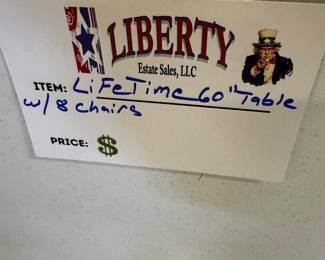 LIBERTY
Estate Sales, LLC
ITEM: LiFeTime 60" Table
w/ 8 chairs
PRICE: $